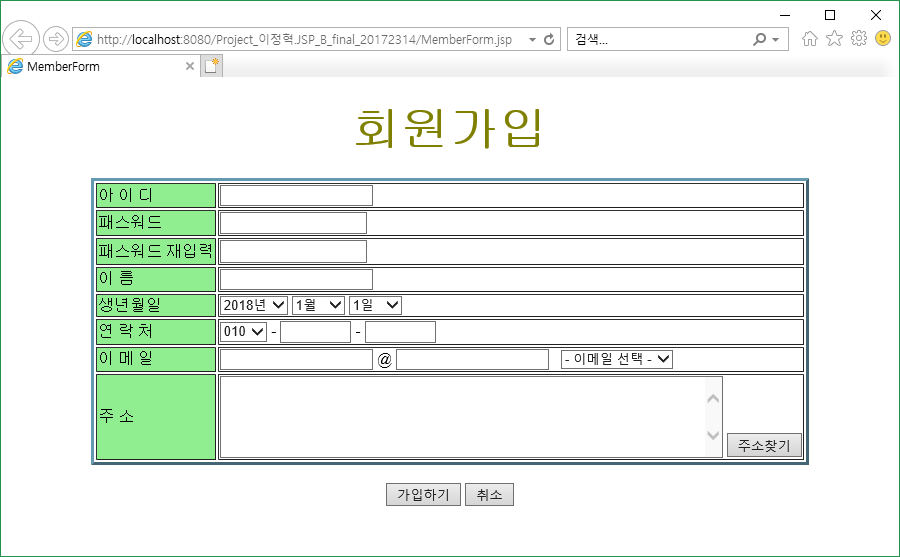 http://localhost:8080/Project_이정혁.JSP_B_final_20172314/MemberForm.jsp 검색...
MemberForm
회원가입
아 이 디
패스워드
패스워드 재입력
이 름
생년월일 2018년 1월 1일
연 락 처 010 - -
이 메 일 @ - 이메일 선택 -
주 소 주소찾기
가입하기 취소